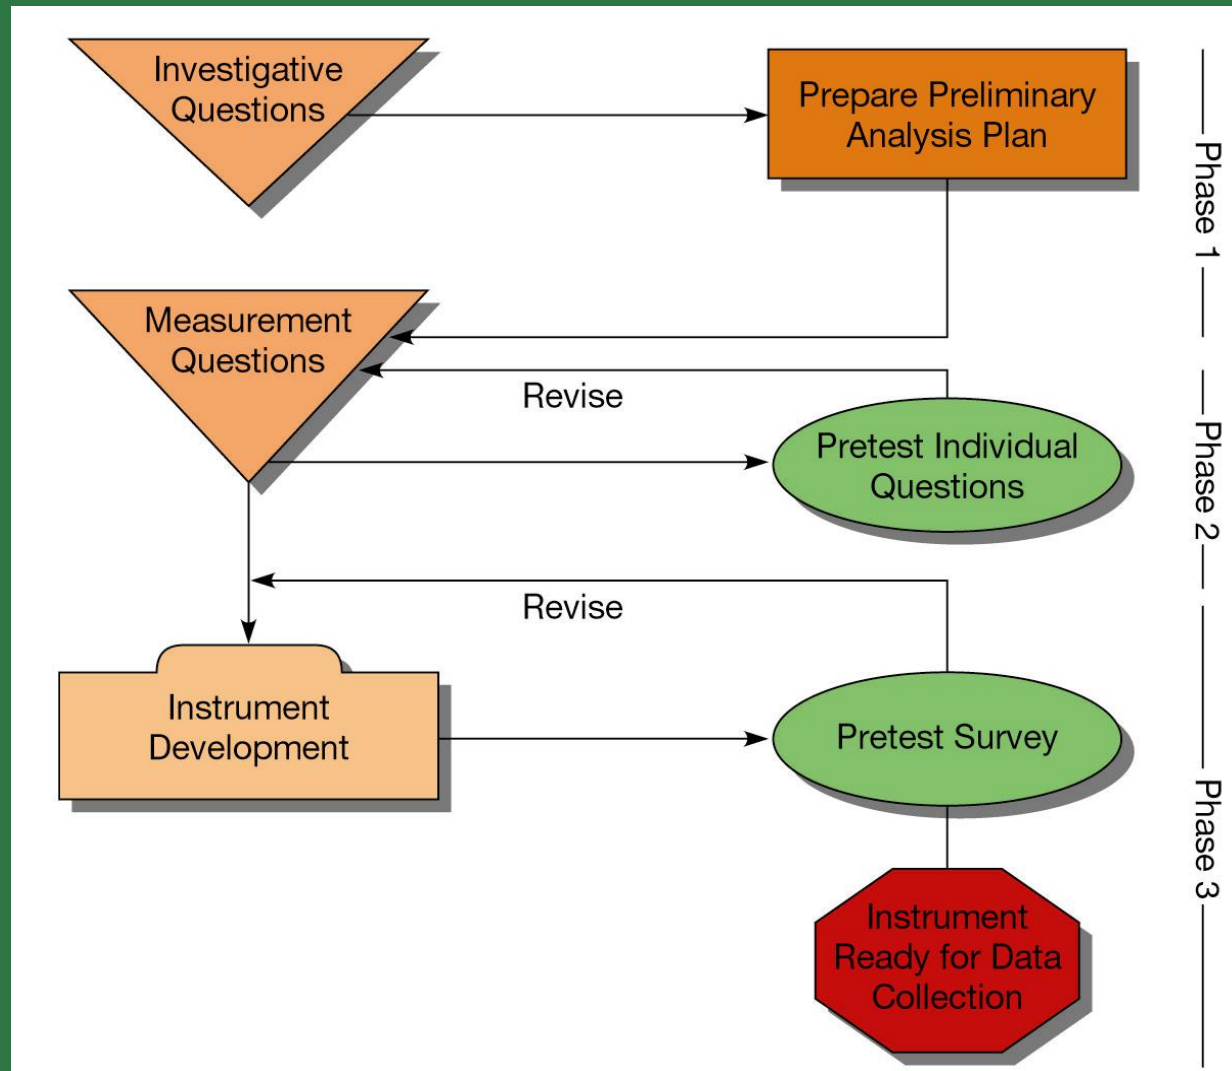 Investigative
Questions
Prepare Preliminary
Analysis Plan
Phase 1
Measurement
Questions
Revise
Pretest Individual
Questions
Phase 2
Revise
Instrument
Development
Pretest Survey
Phase 3
Instrument
Ready for Data
Collection